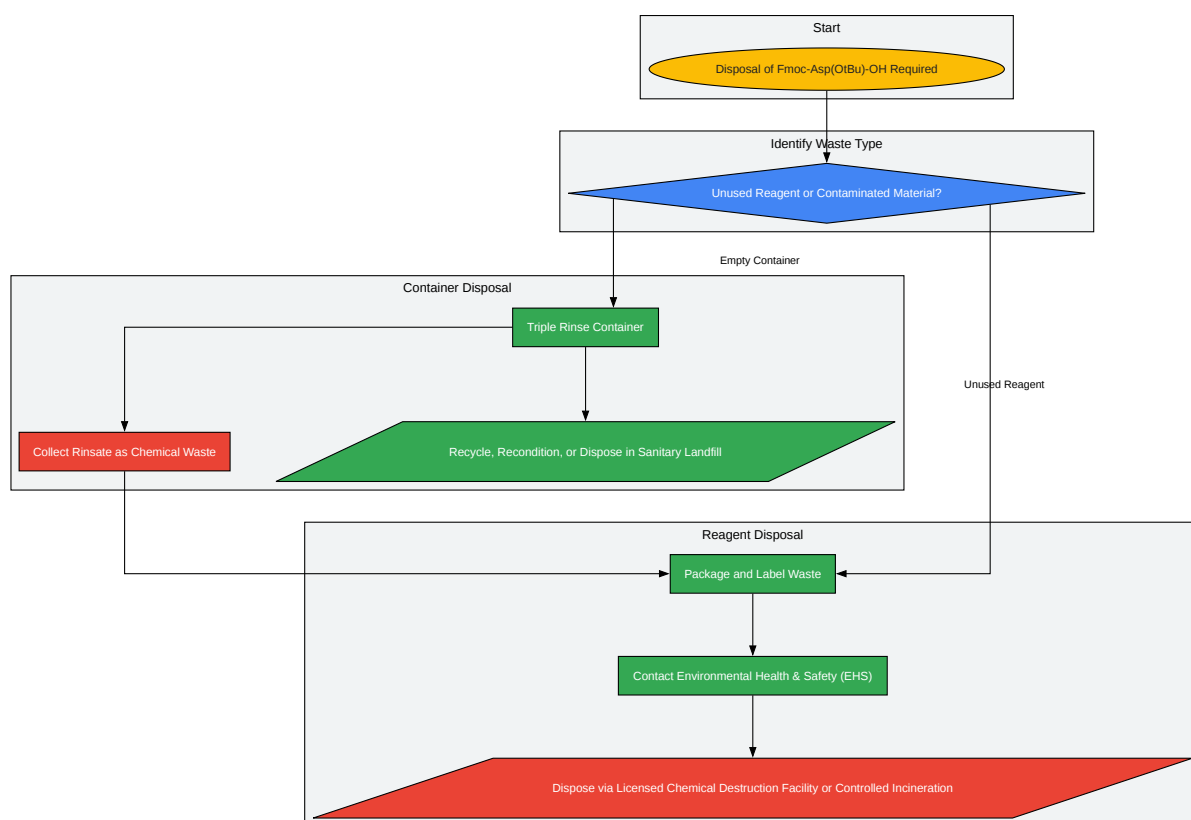 Start
Disposal of Fmoc-Asp(OtBu)-OH Required
Identify Waste Type
Unused Reagent or Contaminated Material?
Empty Container
Container Disposal
Triple Rinse Container
Unused Reagent
Collect Rinsate as Chemical Waste
Recycle, Recondition, or Dispose in Sanitary Landfill
Reagent Disposal
Package and Label Waste
Contact Environmental Health & Safety (EHS)
Dispose via Licensed Chemical Destruction Facility or Controlled Incineration